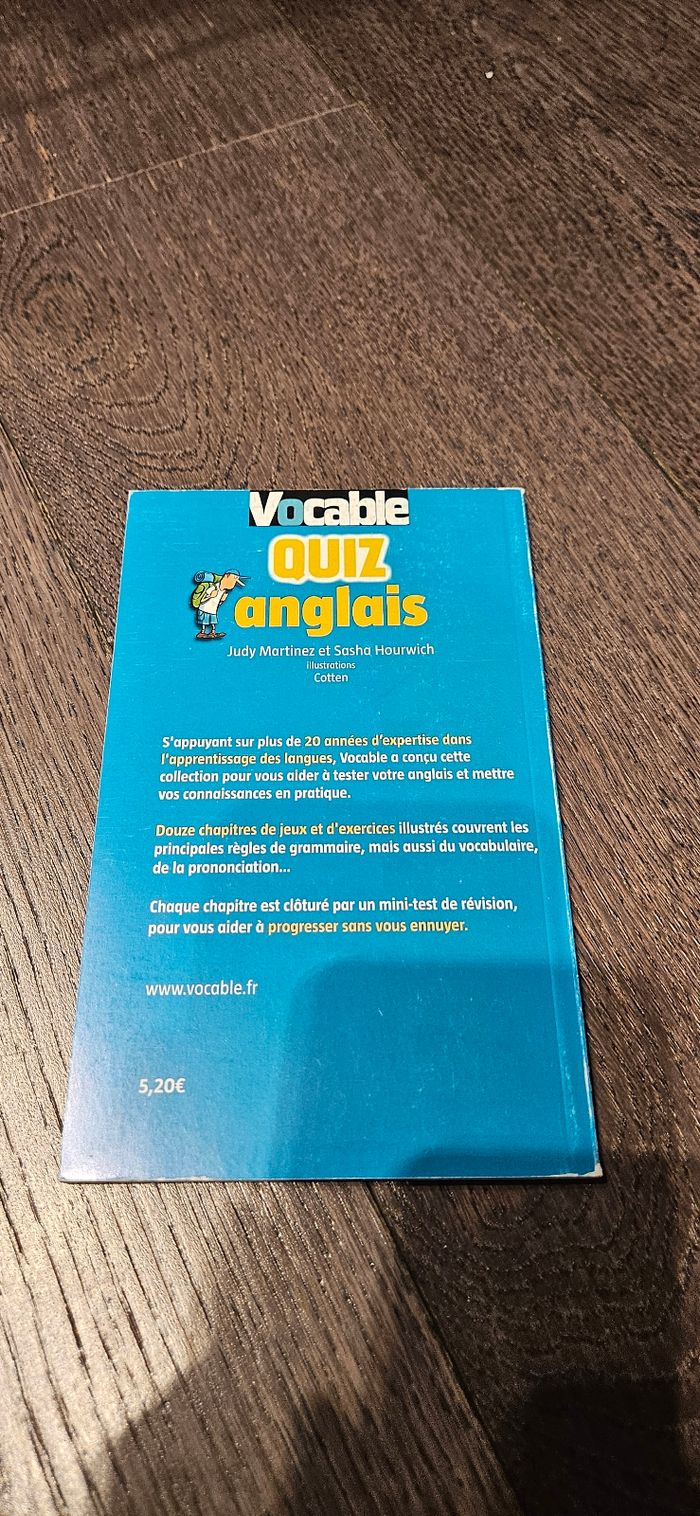 Vocable
QUIZ
anglais
Judy Martinez et Sasha Hourwich
illustrations
Cotten
S'appuyant sur plus de 20 années d'expertise dans
l'apprentissage des langues, Vocable a conçu cette
collection pour vous aider à tester votre anglais et mettre
vos connaissances en pratique.
Douze chapitres de jeux et d'exercices illustrés couvrent les
principales règles de grammaire, mais aussi du vocabulaire,
de la prononciation...
Chaque chapitre est clôturé par un mini-test de révision,
pour vous aider à progresser sans vous ennuyer.
www.vocable.fr
5,20€